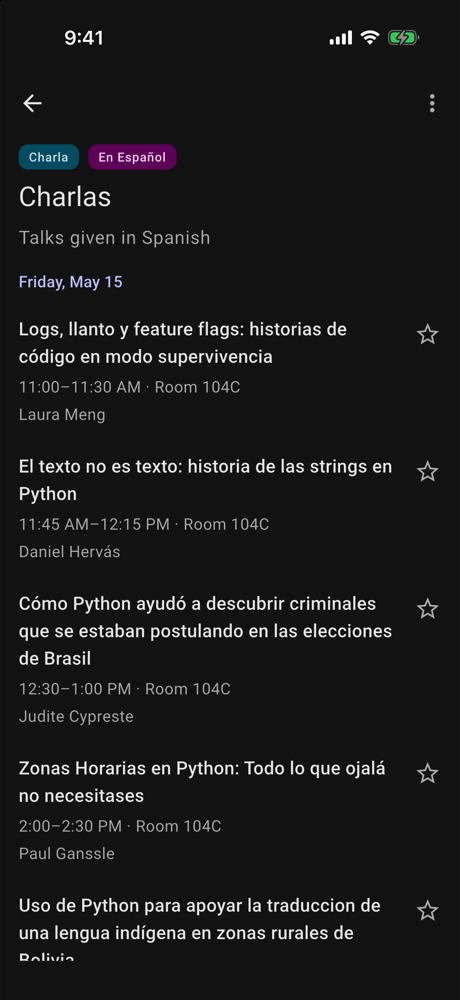 9:41
Charla
En Español
Charlas
Talks given in Spanish
Friday, May 15
Logs, llanto y feature flags: historias de
código en modo supervivencia
11:00–11:30 AM · Room 104C
Laura Meng
El texto no es texto: historia de las strings en
Python
11:45 AM–12:15 PM · Room 104C
Daniel Hervás
Cómo Python ayudó a descubrir criminales
que se estaban postulando en las elecciones
de Brasil
12:30–1:00 PM · Room 104C
Judite Cypreste
Zonas Horarias en Python: Todo lo que ojalá
no necesitases
2:00–2:30 PM · Room 104C
Paul Ganssle
Uso de Python para apoyar la traduccion de
una lengua indígena en zonas rurales de
Bolivia